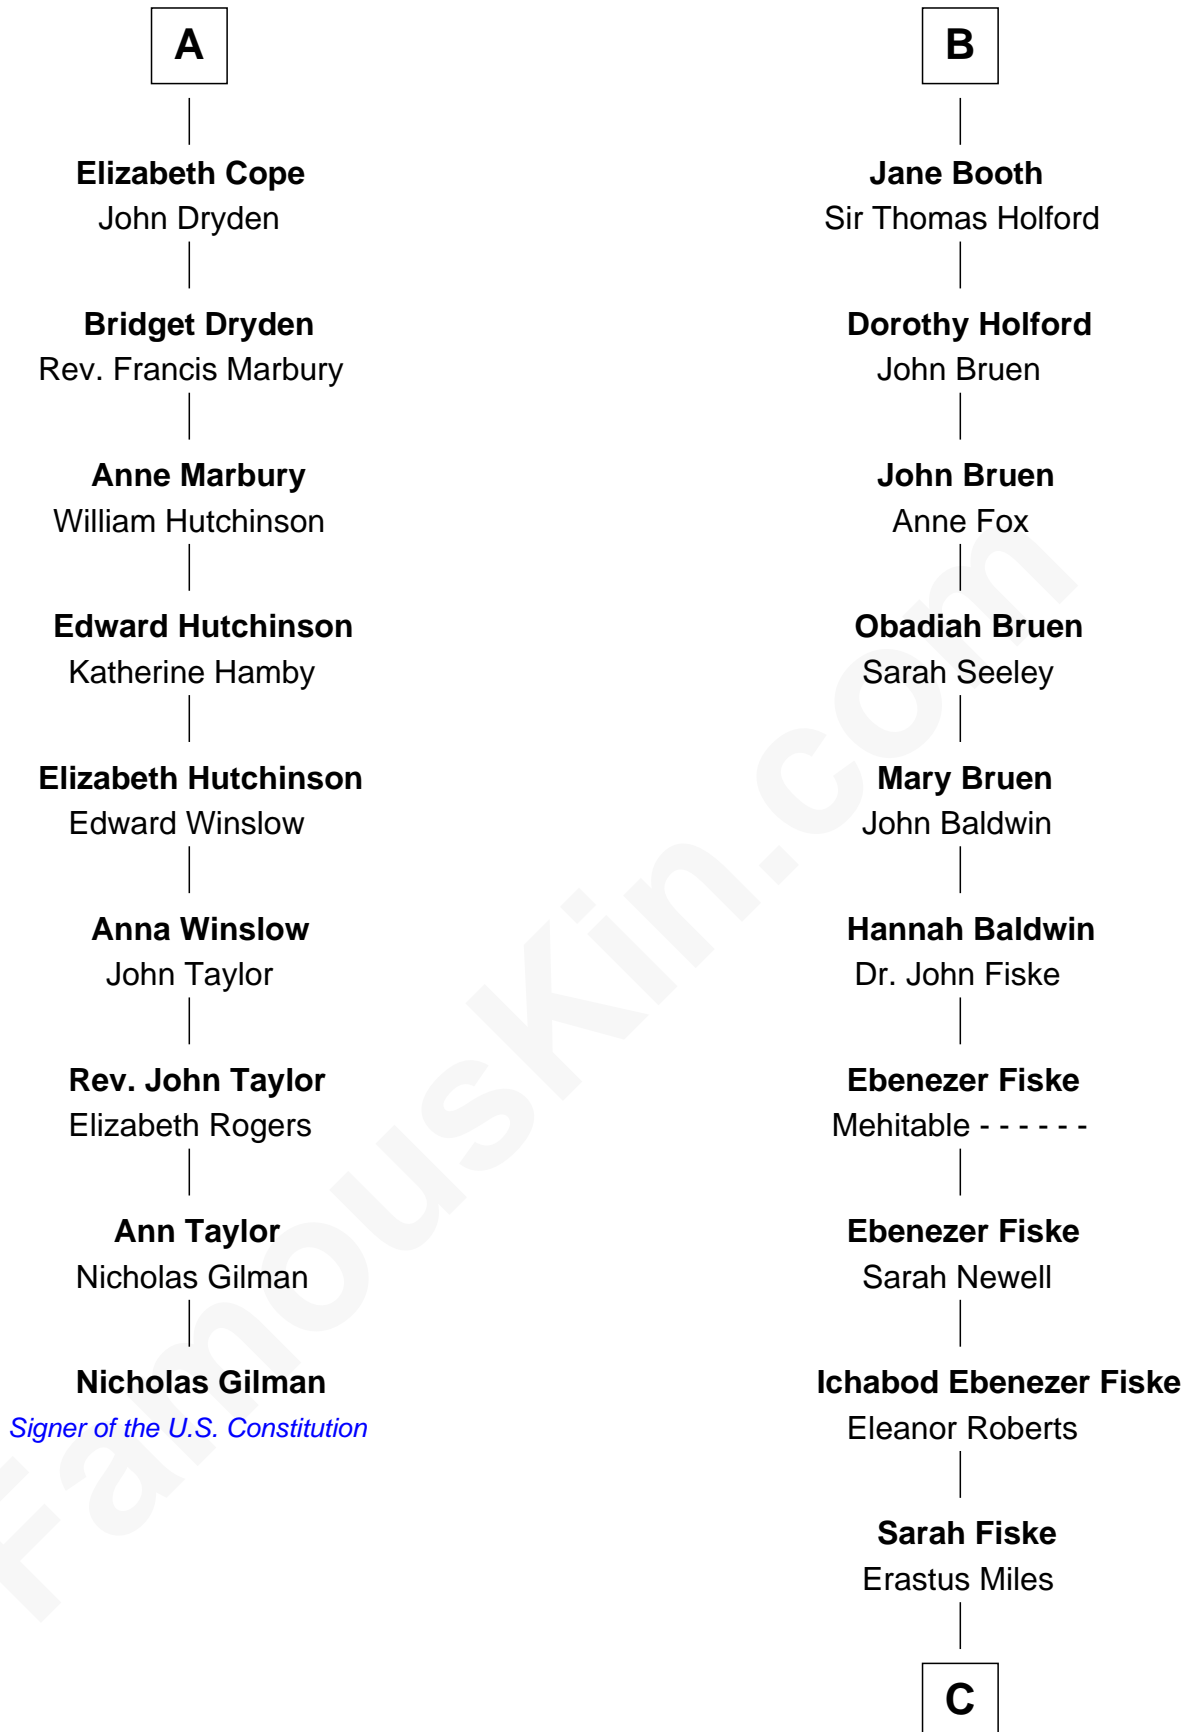 A
Elizabeth Cope
John Dryden
Bridget Dryden
Rev. Francis Marbury
Anne Marbury
William Hutchinson
Edward Hutchinson
Katherine Hamby
Elizabeth Hutchinson
Edward Winslow
Anna Winslow
John Taylor
Rev. John Taylor
Elizabeth Rogers
Ann Taylor
Nicholas Gilman
Nicholas Gilman
Signer of the U.S. Constitution
B
Jane Booth
Sir Thomas Holford
Dorothy Holford
John Bruen
John Bruen
Anne Fox
Obadiah Bruen
Sarah Seeley
Mary Bruen
John Baldwin
Hannah Baldwin
Dr. John Fiske
Ebenezer Fiske
Mehitable - - - - - -
Ebenezer Fiske
Sarah Newell
Ichabod Ebenezer Fiske
Eleanor Roberts
Sarah Fiske
Erastus Miles
C
FamousKin.com